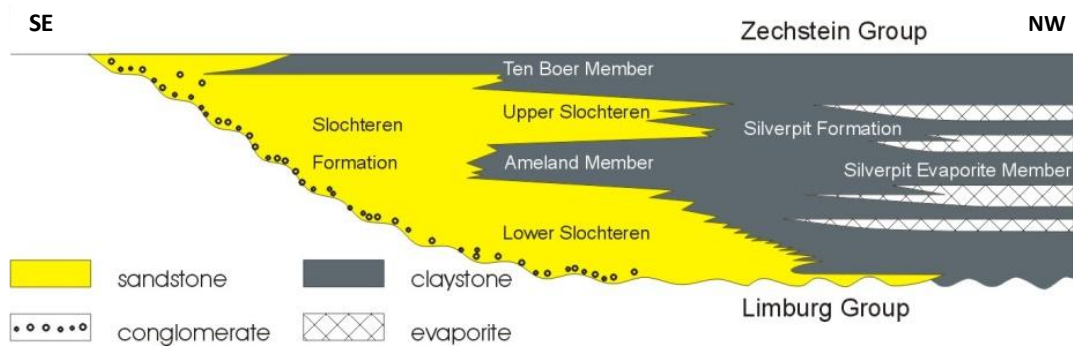 SE
NW
Zechstein Group
Ten Boer Member
Upper Slochteren
Slochteren
Formation
Silverpit Formation
Ameland Member
Silverpit Evaporite Member
Lower Slochteren
sandstone
claystone
Limburg Group
conglomerate
evaporite